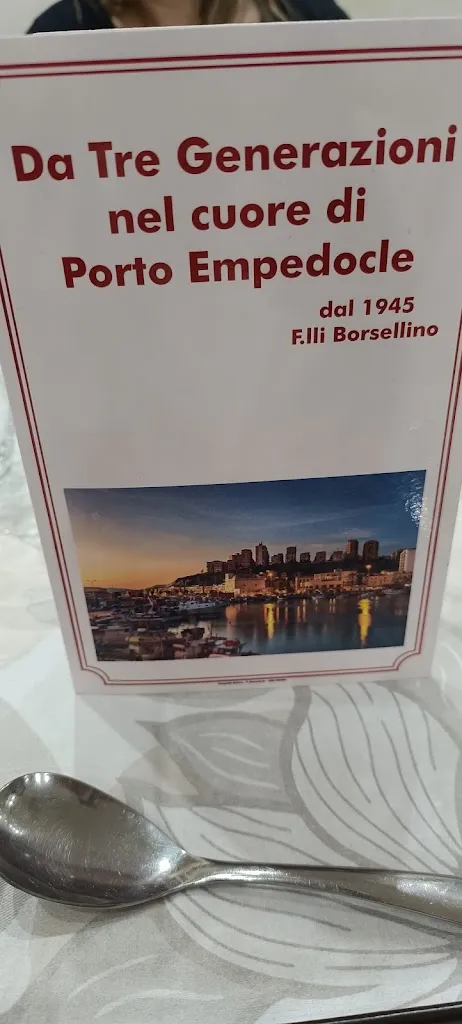 Da Tre Generazioni
nel cuore di
Porto Empedocle
dal 1945
F.lli Borsellino